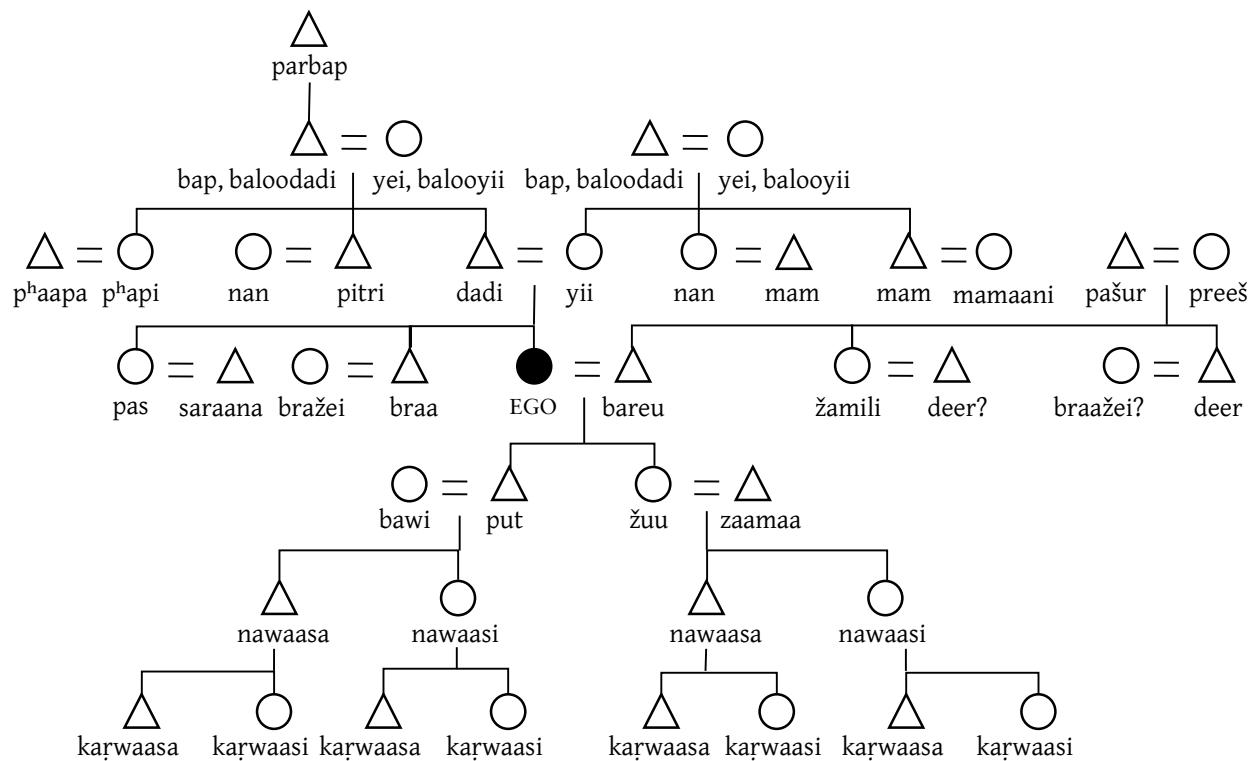 parbap
bap, baloodadi yei, balooyii bap, baloodadi yei, balooyii
pʰaapa pʰapi nan pitri dadi yii nan mam mam mamaani pašur preeš
pas saraana bražei braa EGO bareu žamili deer? braažei? deer
bawi put žuu zaamaa
nawaasa nawaasi nawaasa nawaasi
kaṛwaasa kaṛwaasi kaṛwaasa kaṛwaasi kaṛwaasa kaṛwaasi kaṛwaasa kaṛwaasi